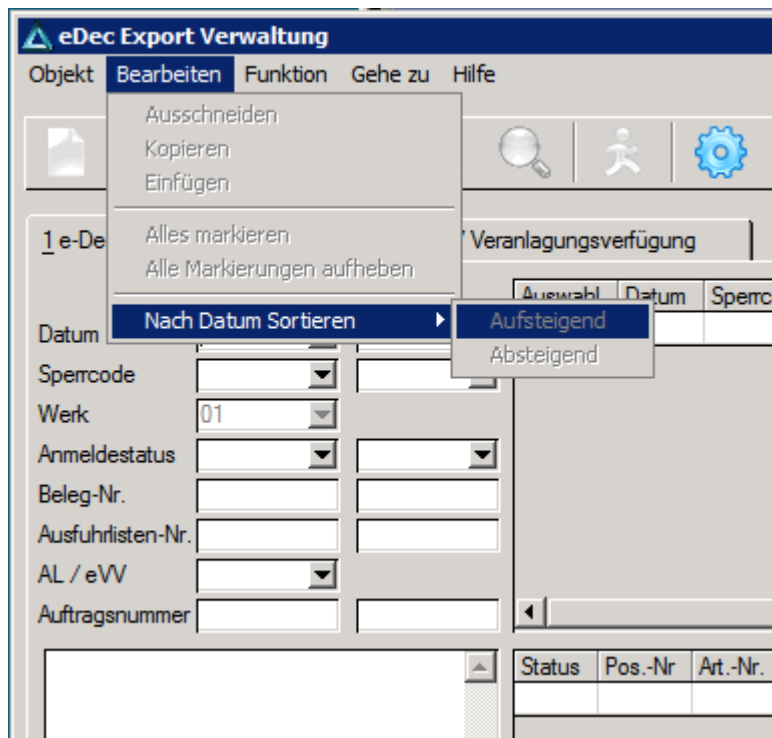 eDec Export Verwaltung
Objekt Bearbeiten Funktion Gehe zu Hilfe
Ausschneiden
Kopieren
Einfügen
Alles markieren
Alle Markierungen aufheben
Nach Datum Sortieren
Aufsteigend
Absteigend
1 e-De
Veranlagungsverfügung
Auswahl Datum Sperrc
Datum
Sperrcode
Werk 01
Anmeldestatus
Beleg-Nr.
Ausfuhrlisten-Nr.
AL / eVV
Auftragsnummer
Status Pos.-Nr Art.-Nr.